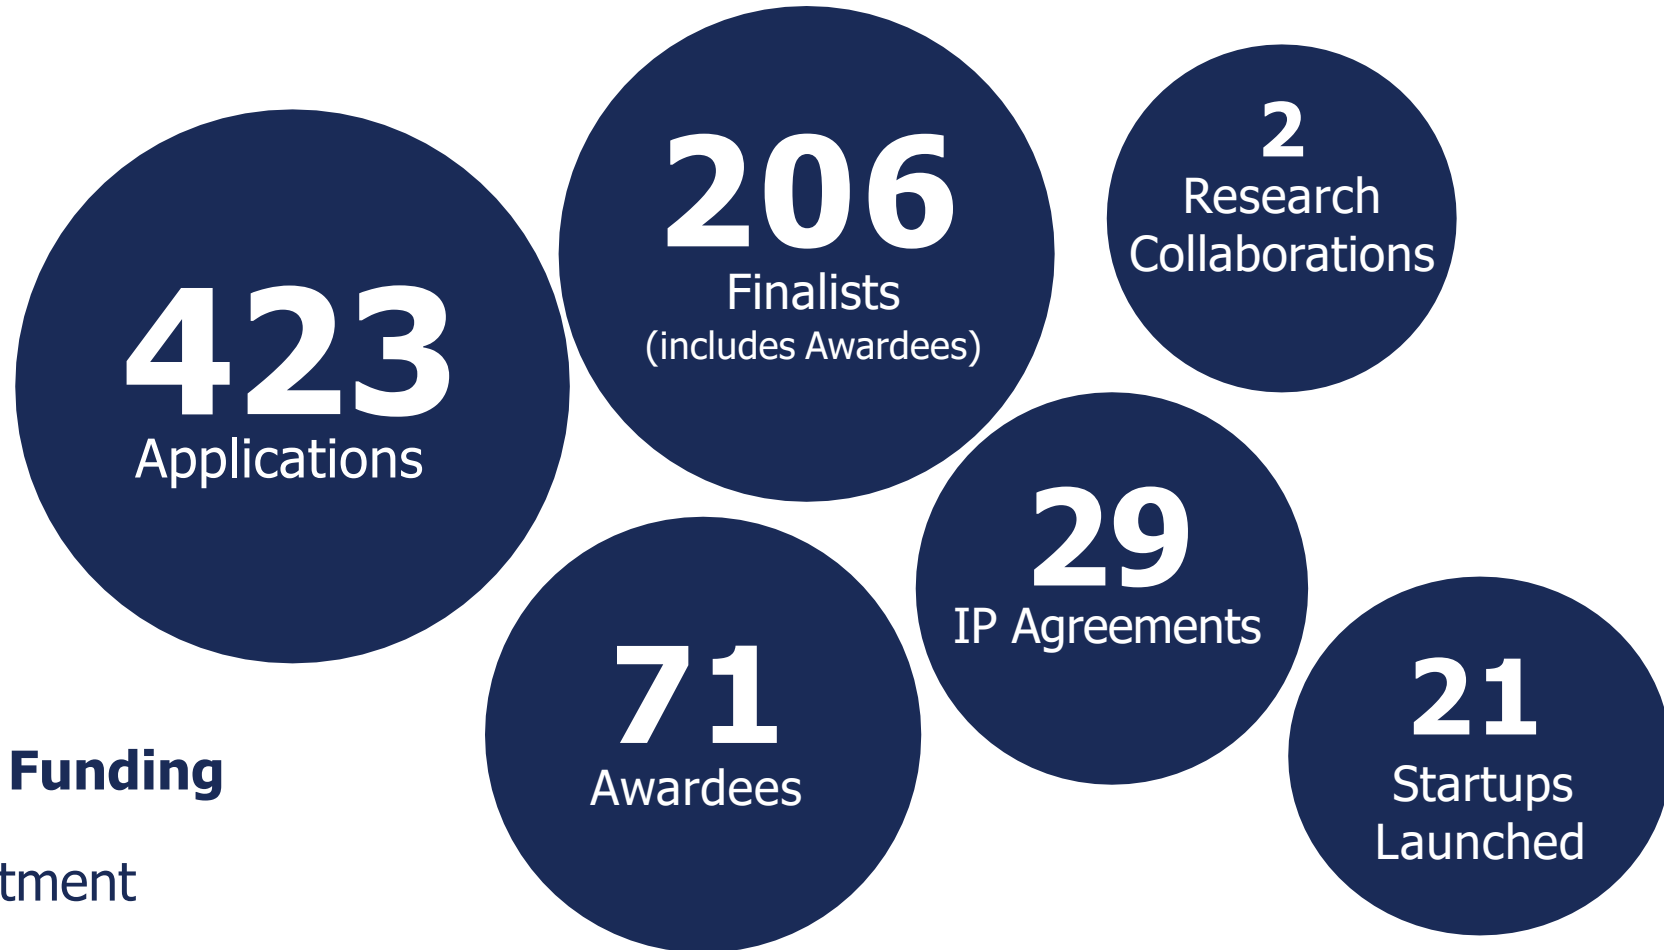 423
Applications
206
Finalists
(includes Awardees)
2
Research
Collaborations
29
IP Agreements
71
Awardees
21
Startups
Launched
Funding
tment